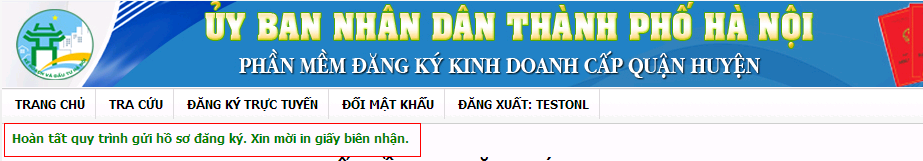 ỦY BAN NHÂN DÂN THÀNH PHỐ HÀ NỘI
PHẦN MỀM ĐĂNG KÝ KINH DOANH CẤP QUẬN HUYỆN
TRANG CHỦ TRA CỨU ĐĂNG KÝ TRỰC TUYẾN ĐỔI MẬT KHẨU ĐĂNG XUẤT: TESTONL
Hoàn tất quy trình gửi hồ sơ đăng ký. Xin mời in giấy biên nhận.